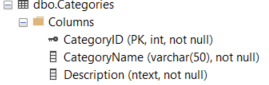 dbo.Categories
Columns
CategoryID (PK, int, not null)
CategoryName (varchar(50), not null)
Description (ntext, not null)